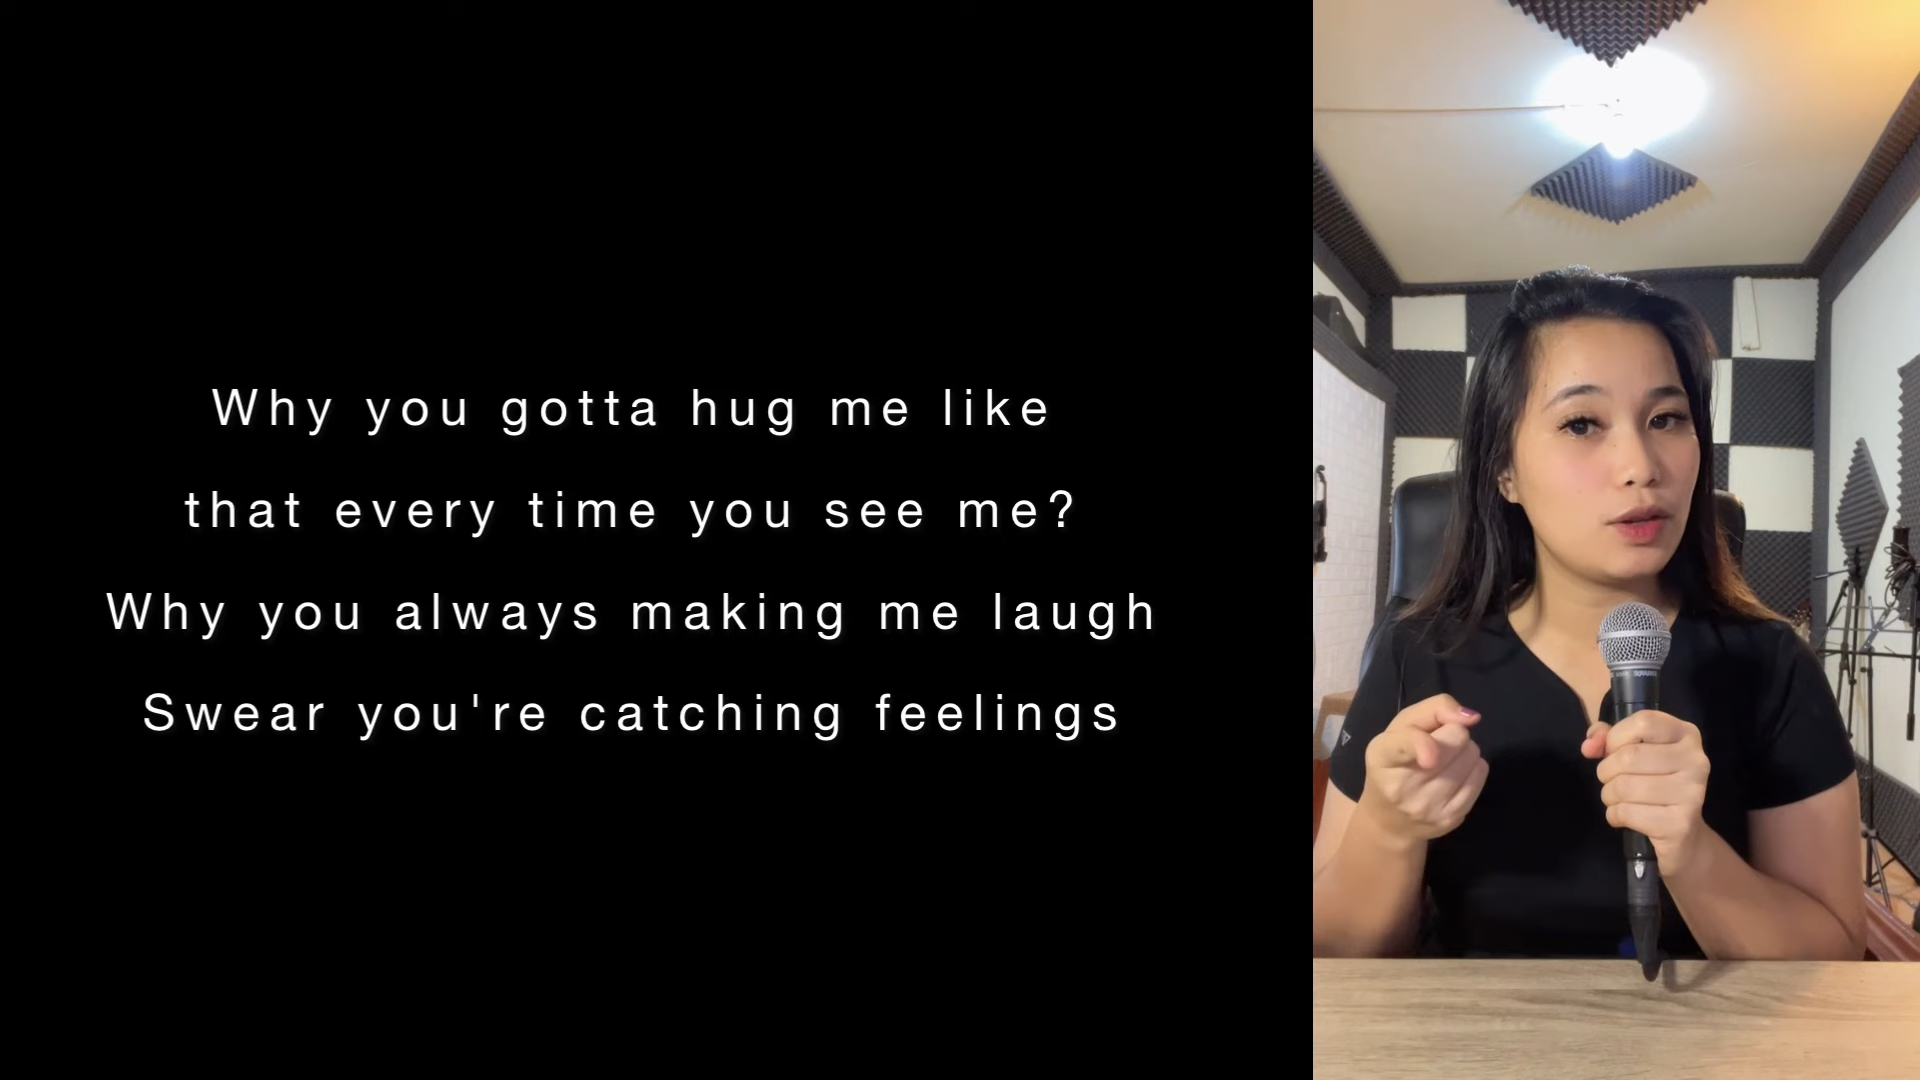 Why you gotta hug me like
that every time you see me?
Why you always making me laugh
Swear you're catching feelings